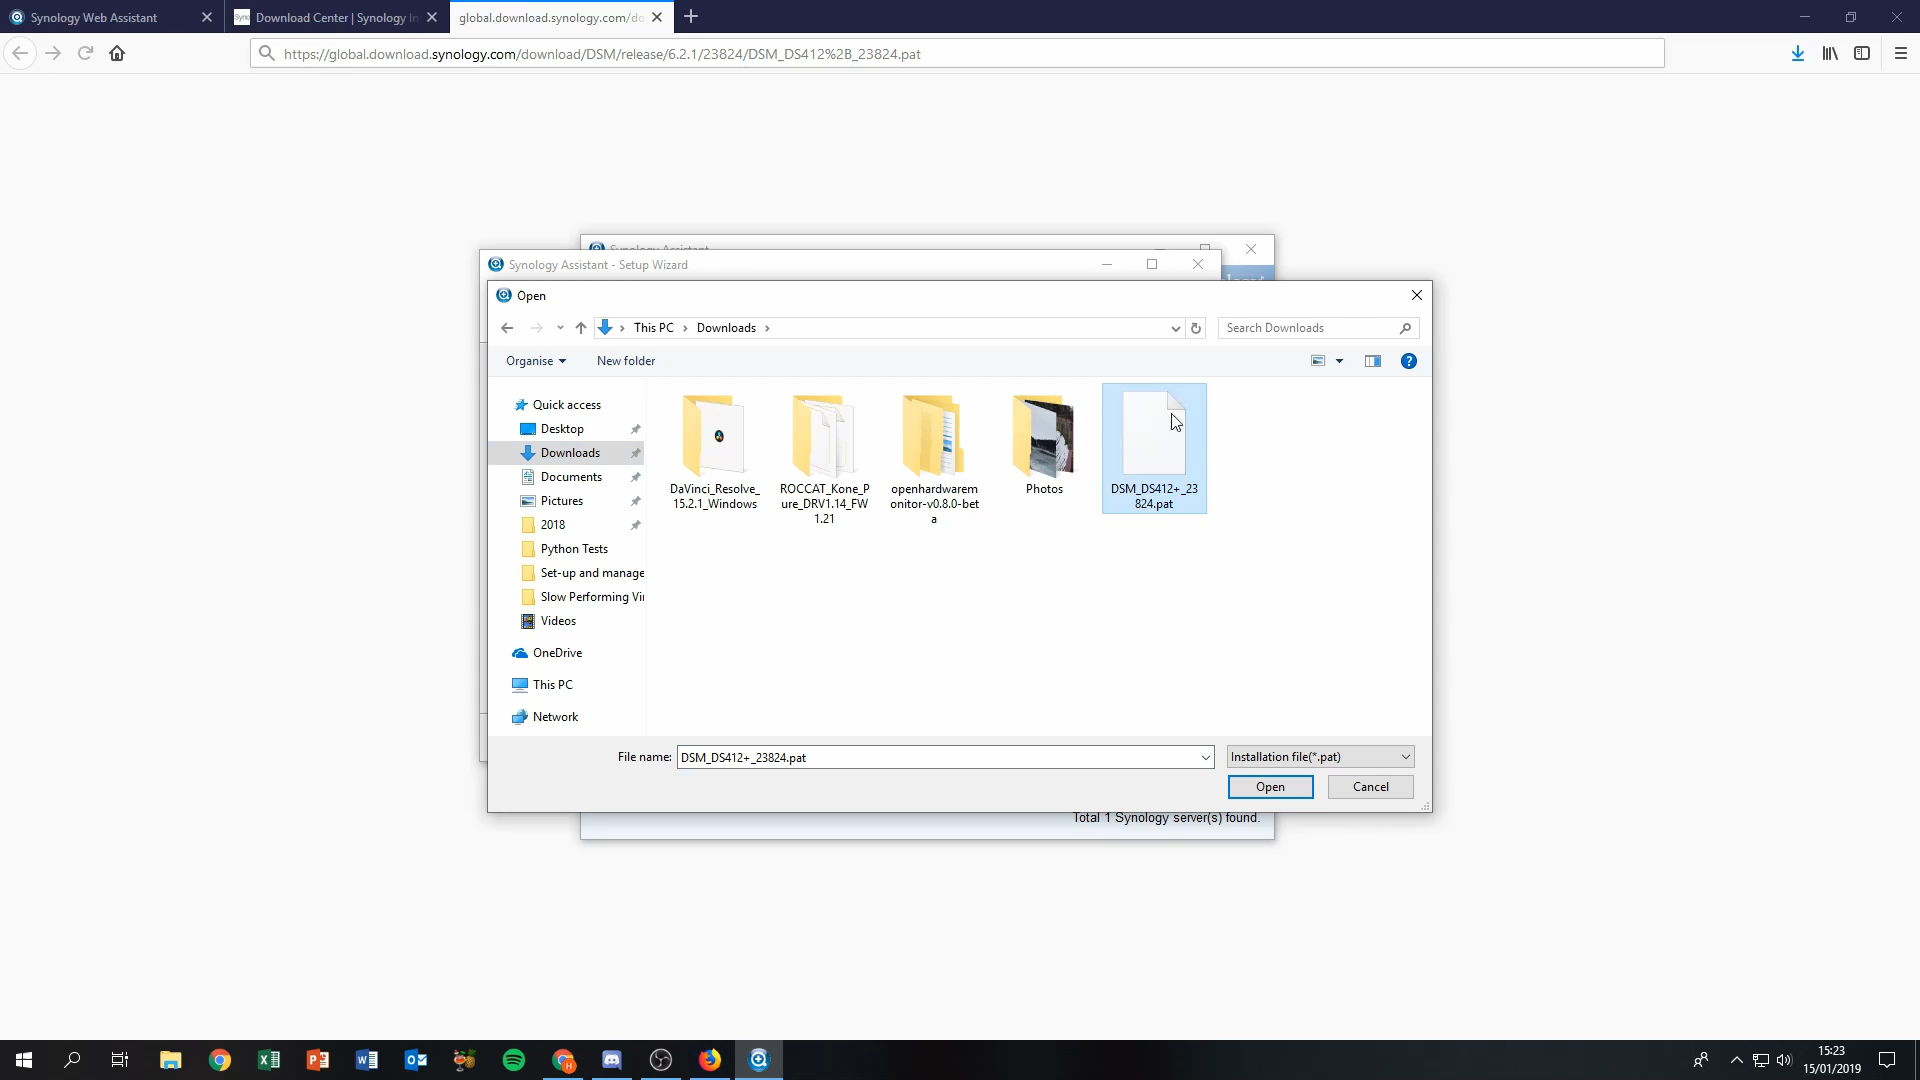 Synology Web Assistant
Download Center | Synology In
global.download.synology.com/do
https://global.download.synology.com/download/DSM/release/6.2.1/23824/DSM_DS412%2B_23824.pat
Synology Assistant
Synology Assistant - Setup Wizard
Open
This PC > Downloads >
Search Downloads
Organise
New folder
Quick access
Desktop
Downloads
Documents
Pictures
2018
Python Tests
Set-up and manage
Slow Performing Vi
Videos
OneDrive
This PC
Network
DaVinci_Resolve_
15.2.1_Windows
ROCCAT_Kone_P
ure_DRV1.14_FW
1.21
openhardwarem
onitor-v0.8.0-bet
a
Photos
DSM_DS412+_23
824.pat
File name:
DSM_DS412+_23824.pat
Installation file(*.pat)
Open
Cancel
Total 1 Synology server(s) found.
15:23
15/01/2019